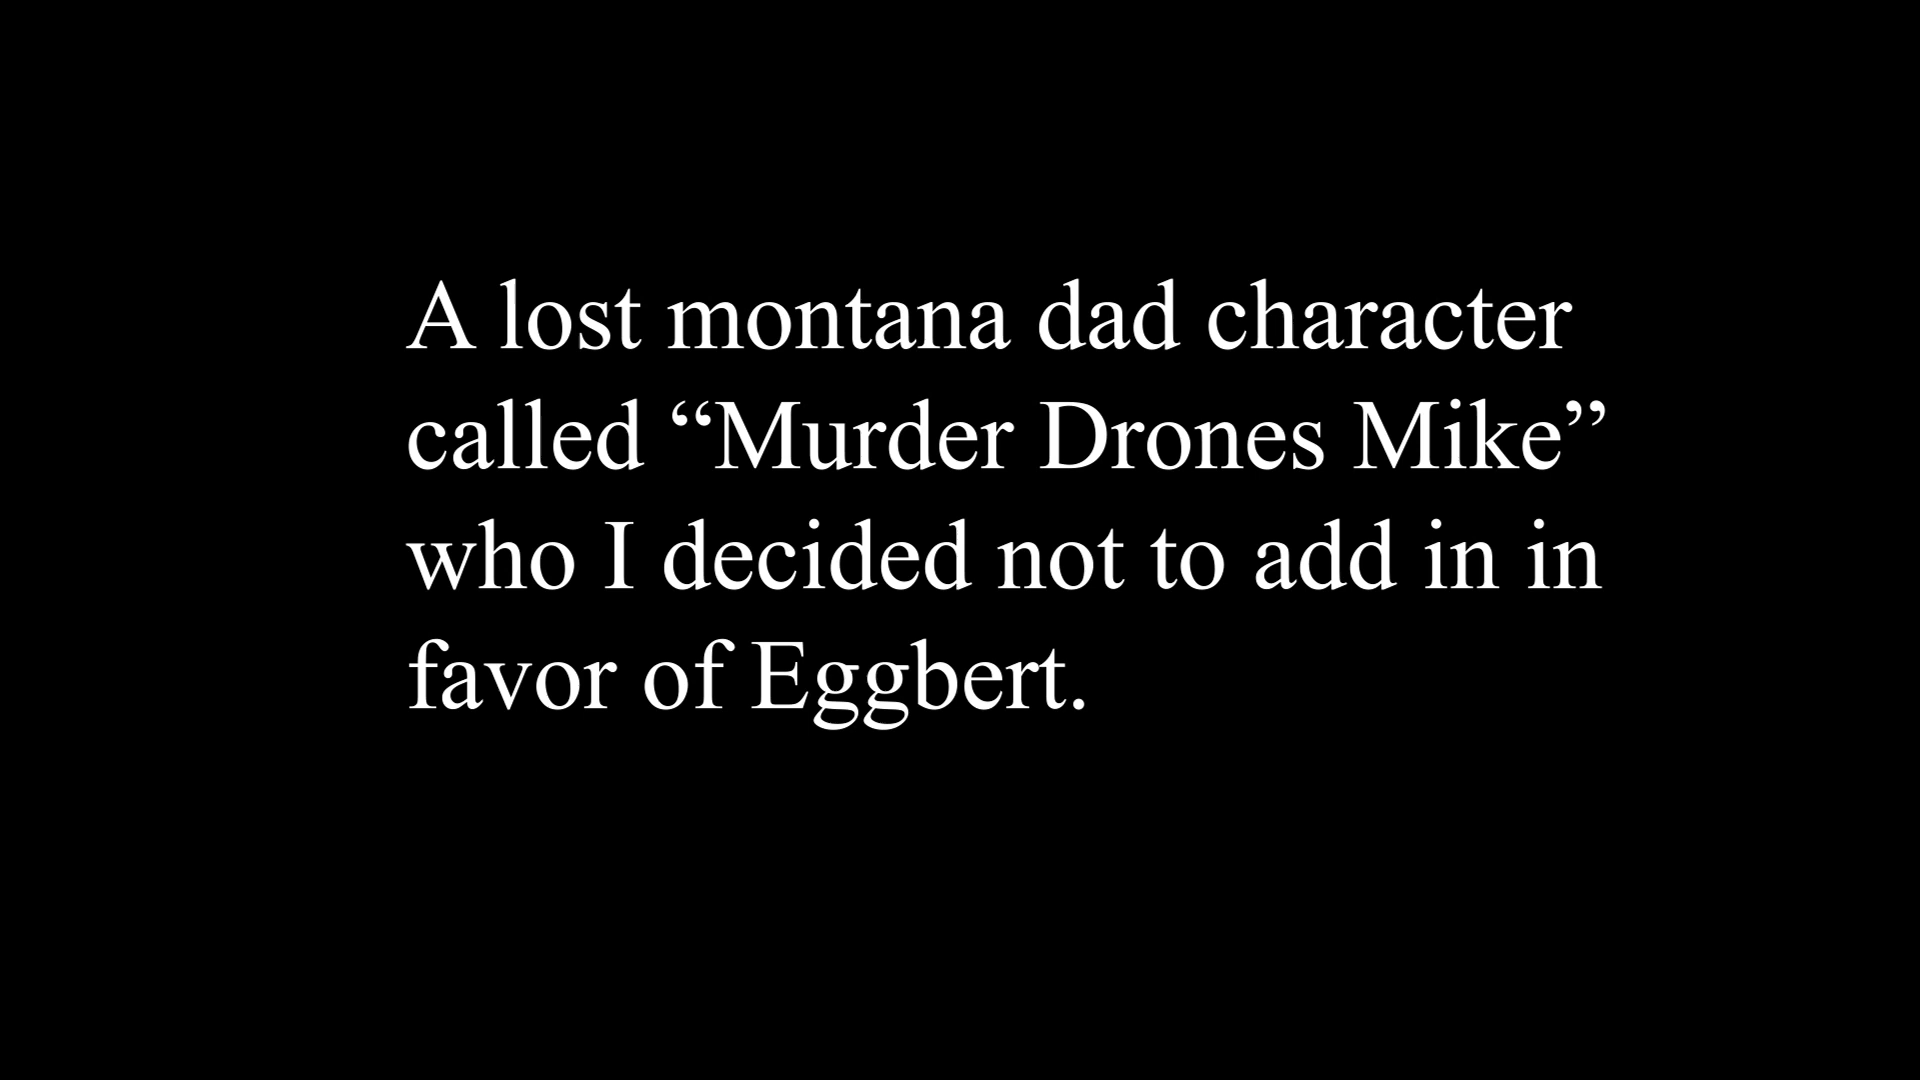 A lost montana dad character
called “Murder Drones Mike”
who I decided not to add in in
favor of Eggbert.